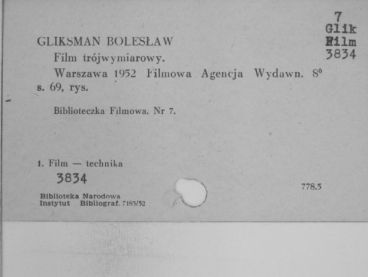 7
Glik
Film
3834
GLIKSMAN BOLESŁAW
Film trójwymiarowy.
Warszawa 1952 Filmowa Agencja Wydawn. 8°
s. 69, rys.
Biblioteczka Filmowa. Nr 7.
1. Film — technika
3834
778.5
Biblioteka Narodowa
Instytut Bibliograf. 7185/52